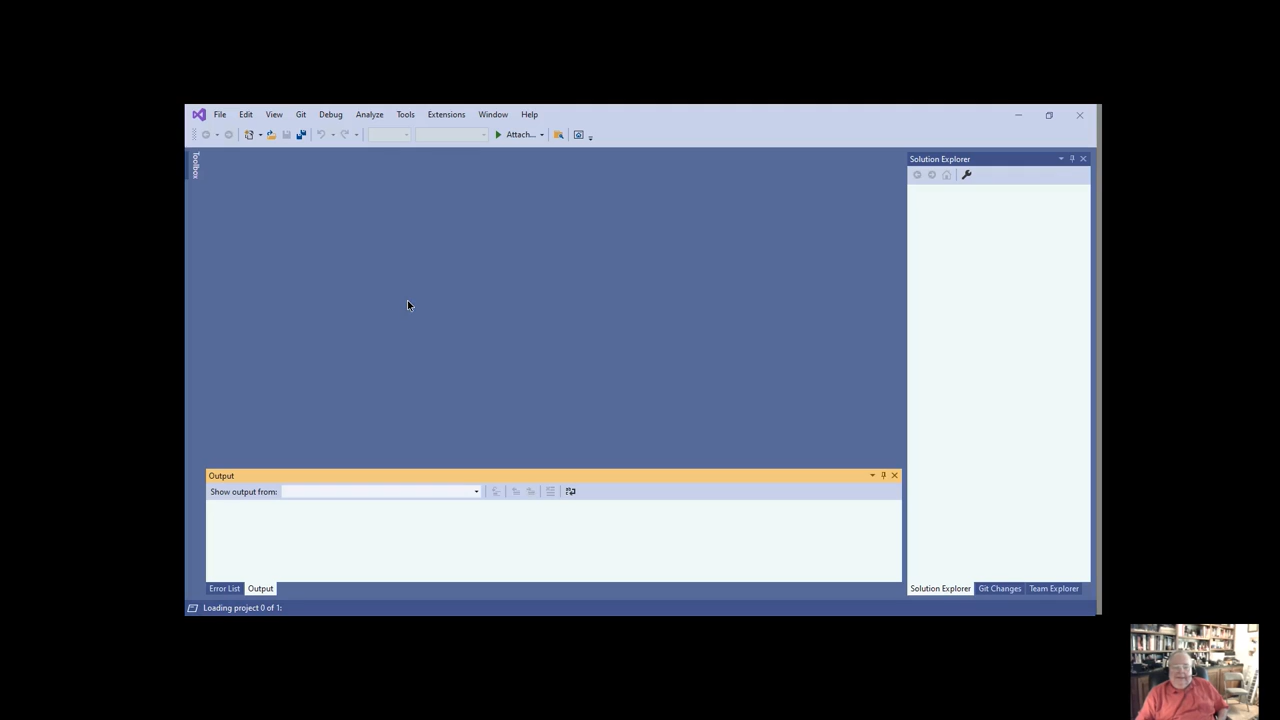 File Edit View Git Debug Analyze Tools Extensions Window Help
Attach...
Toolbox
Solution Explorer
Output
Show output from:
Error List Output
Solution Explorer Git Changes Team Explorer
Loading project 0 of 1: